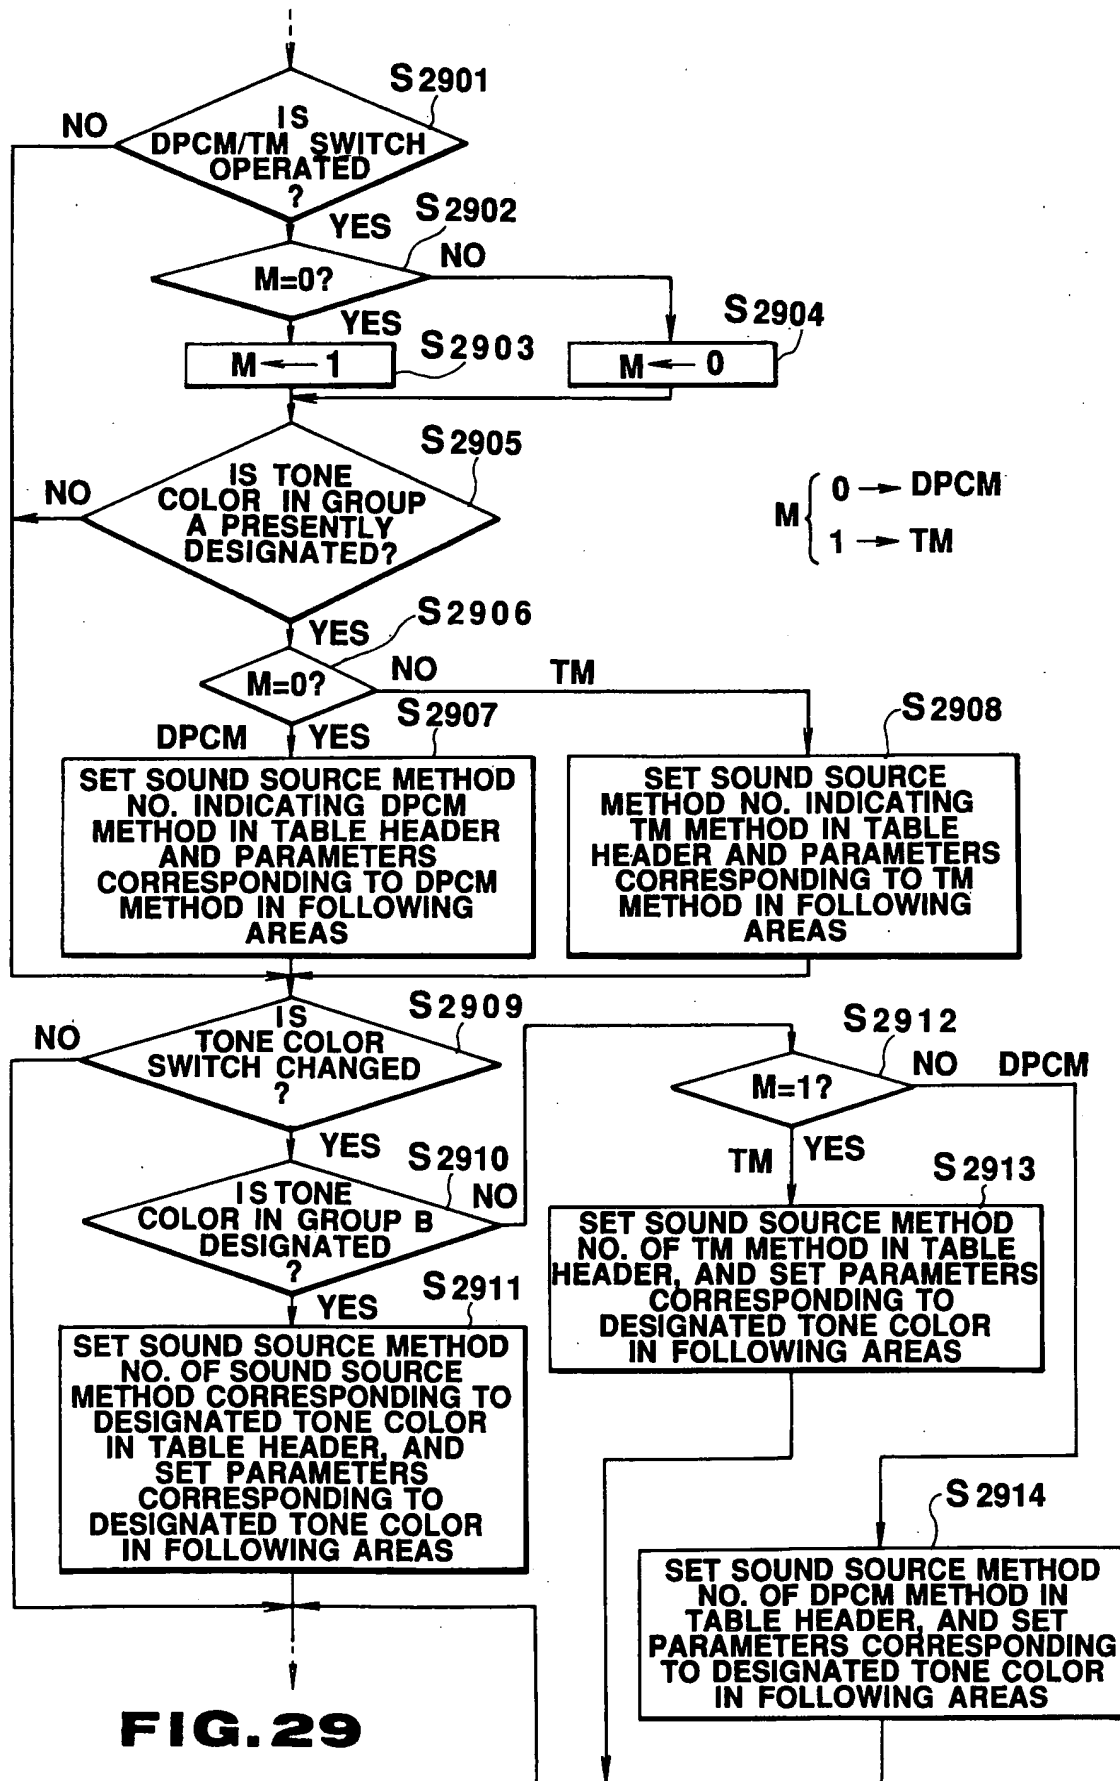 S2901
NO
IS
DPCM/TM SWITCH
OPERATED
?
YES
S2902
M=0?
NO
YES
S2903
M ← 1
S2904
M ← 0
S2905
NO
IS TONE
COLOR IN GROUP
A PRESENTLY
DESIGNATED?
M { 0 → DPCM
1 → TM
YES
S2906
M=0?
NO
TM
DPCM
YES
S2907
SET SOUND SOURCE METHOD
NO. INDICATING DPCM
METHOD IN TABLE HEADER
AND PARAMETERS
CORRESPONDING TO DPCM
METHOD IN FOLLOWING
AREAS
S2908
SET SOUND SOURCE
METHOD NO. INDICATING
TM METHOD IN TABLE
HEADER AND PARAMETERS
CORRESPONDING TO TM
METHOD IN FOLLOWING
AREAS
S2909
NO
IS
TONE COLOR
SWITCH CHANGED
?
YES
S2910
IS TONE
COLOR IN GROUP B
DESIGNATED
?
NO
YES
S2911
SET SOUND SOURCE METHOD
NO. OF SOUND SOURCE
METHOD CORRESPONDING TO
DESIGNATED TONE COLOR
IN TABLE HEADER, AND
SET PARAMETERS
CORRESPONDING TO
DESIGNATED TONE COLOR
IN FOLLOWING AREAS
S2912
M=1?
NO
DPCM
TM
YES
S2913
SET SOUND SOURCE METHOD
NO. OF TM METHOD IN TABLE
HEADER, AND SET PARAMETERS
CORRESPONDING TO
DESIGNATED TONE COLOR
IN FOLLOWING AREAS
S2914
SET SOUND SOURCE METHOD
NO. OF DPCM METHOD IN
TABLE HEADER, AND SET
PARAMETERS CORRESPONDING
TO DESIGNATED TONE COLOR
IN FOLLOWING AREAS
FIG.29